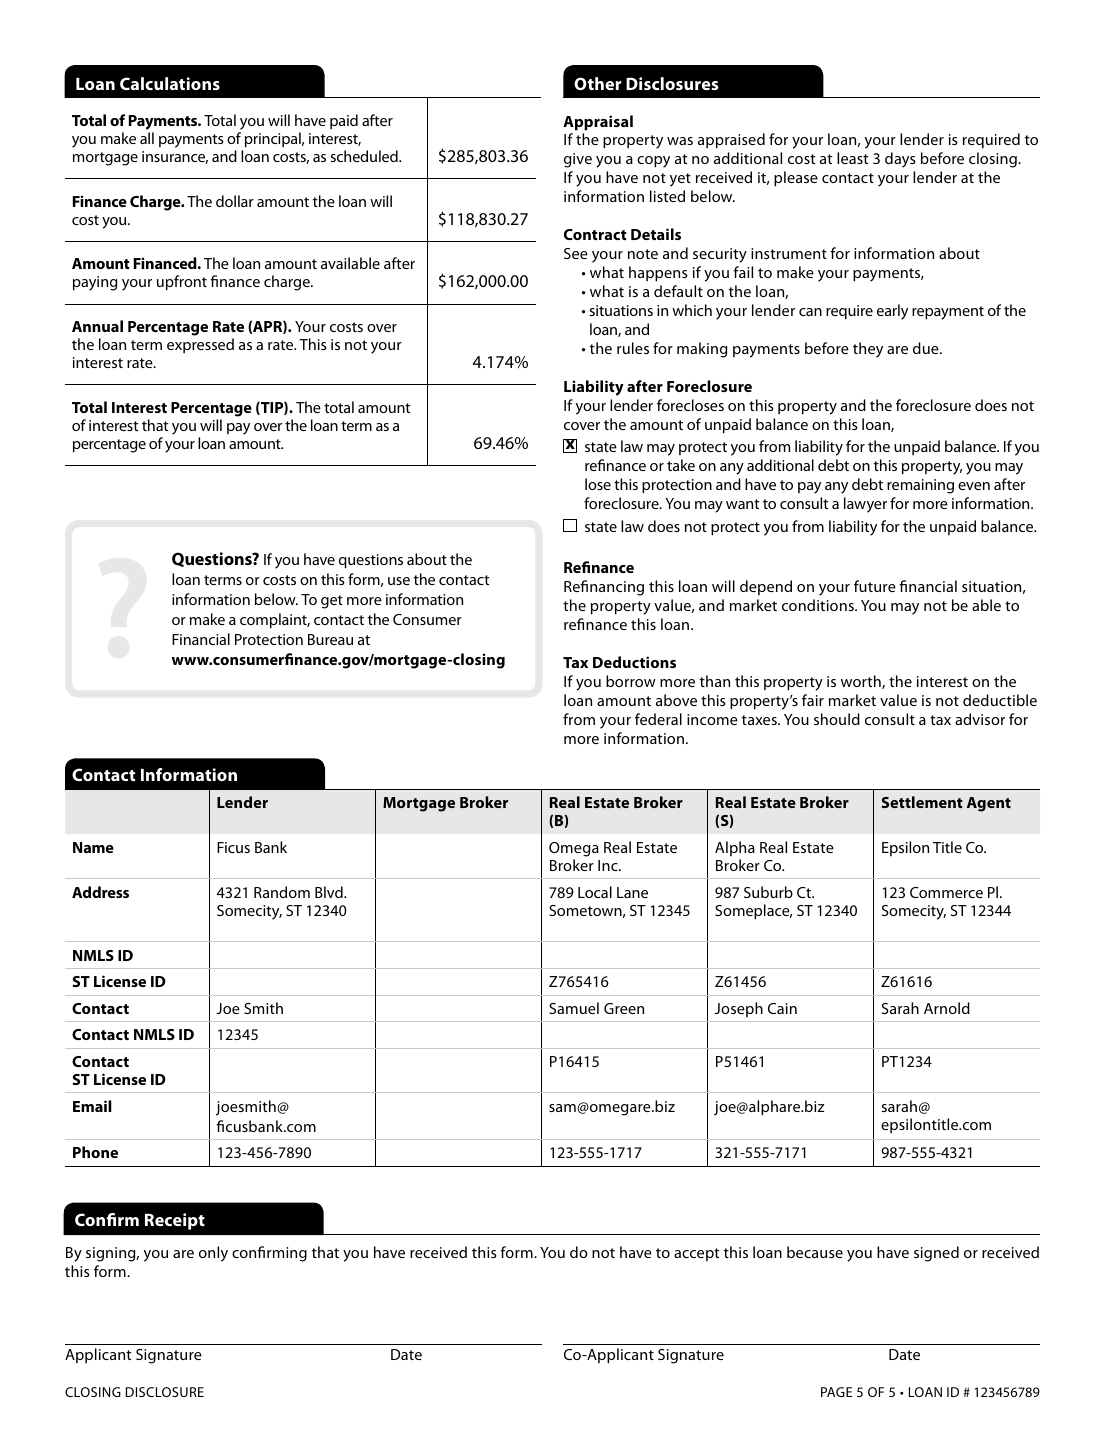 Loan Calculations
Total of Payments. Total you will have paid after
you make all payments of principal, interest,
mortgage insurance, and loan costs, as scheduled.
$285,803.36
Finance Charge. The dollar amount the loan will
cost you.
$118,830.27
Amount Financed. The loan amount available after
paying your upfront finance charge.
$162,000.00
Annual Percentage Rate (APR). Your costs over
the loan term expressed as a rate. This is not your
interest rate.
4.174%
Total Interest Percentage (TIP). The total amount
of interest that you will pay over the loan term as a
percentage of your loan amount.
69.46%
?
Questions? If you have questions about the
loan terms or costs on this form, use the contact
information below. To get more information
or make a complaint, contact the Consumer
Financial Protection Bureau at
www.consumerfinance.gov/mortgage-closing
Other Disclosures
Appraisal
If the property was appraised for your loan, your lender is required to
give you a copy at no additional cost at least 3 days before closing.
If you have not yet received it, please contact your lender at the
information listed below.
Contract Details
See your note and security instrument for information about
• what happens if you fail to make your payments,
• what is a default on the loan,
• situations in which your lender can require early repayment of the
loan, and
• the rules for making payments before they are due.
Liability after Foreclosure
If your lender forecloses on this property and the foreclosure does not
cover the amount of unpaid balance on this loan,
X state law may protect you from liability for the unpaid balance. If you
refinance or take on any additional debt on this property, you may
lose this protection and have to pay any debt remaining even after
foreclosure. You may want to consult a lawyer for more information.
state law does not protect you from liability for the unpaid balance.
Refinance
Refinancing this loan will depend on your future financial situation,
the property value, and market conditions. You may not be able to
refinance this loan.
Tax Deductions
If you borrow more than this property is worth, the interest on the
loan amount above this property's fair market value is not deductible
from your federal income taxes. You should consult a tax advisor for
more information.
Contact Information
Lender Mortgage Broker Real Estate Broker Real Estate Broker Settlement Agent
(B) (S)
Name Ficus Bank Omega Real Estate Alpha Real Estate Epsilon Title Co.
Broker Inc. Broker Co.
Address 4321 Random Blvd. 789 Local Lane 987 Suburb Ct. 123 Commerce Pl.
Somecity, ST 12340 Sometown, ST 12345 Someplace, ST 12340 Somecity, ST 12344
NMLS ID
ST License ID Z765416 Z61456 Z61616
Contact Joe Smith Samuel Green Joseph Cain Sarah Arnold
Contact NMLS ID 12345
Contact P16415 P51461 PT1234
ST License ID
Email joesmith@ sam@omegare.biz joe@alphare.biz sarah@
ficusbank.com epsilontitle.com
Phone 123-456-7890 123-555-1717 321-555-7171 987-555-4321
Confirm Receipt
By signing, you are only confirming that you have received this form. You do not have to accept this loan because you have signed or received
this form.
Applicant Signature Date Co-Applicant Signature Date
CLOSING DISCLOSURE PAGE 5 OF 5 • LOAN ID # 123456789